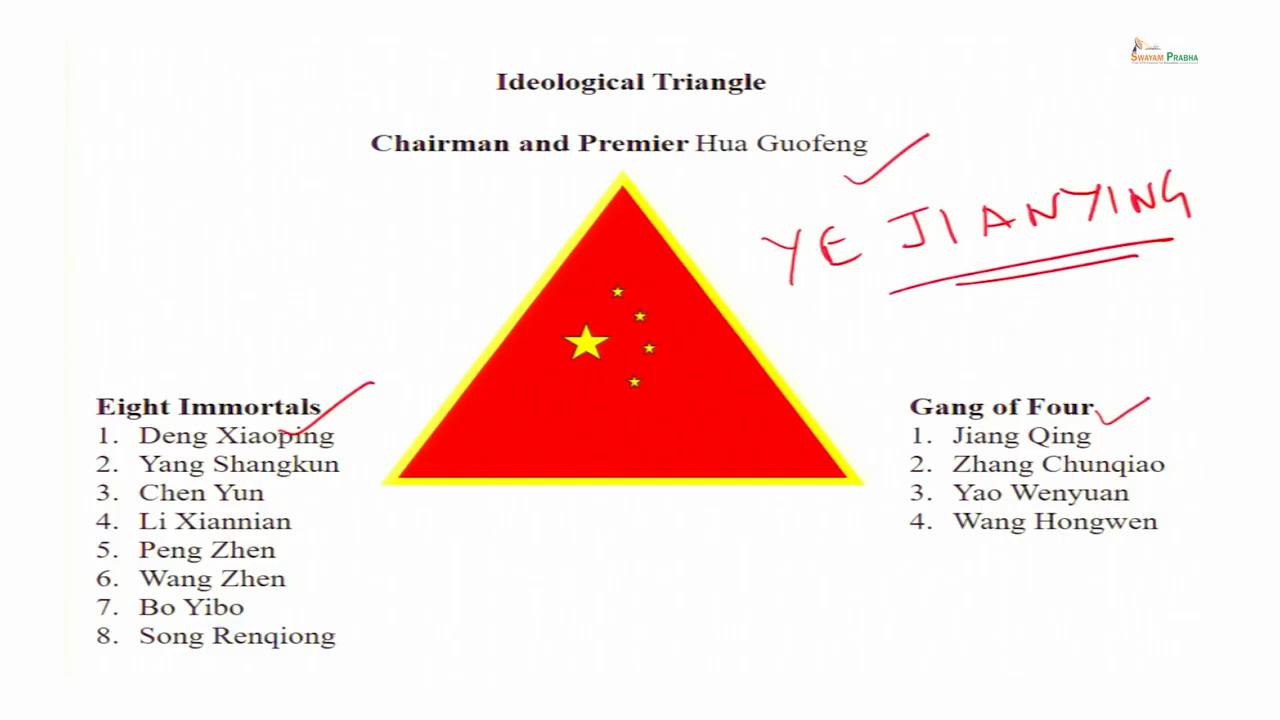 SWAYAM PRABHA
Ideological Triangle
Chairman and Premier Hua Guofeng
YE JIANYING
Eight Immortals
1. Deng Xiaoping
2. Yang Shangkun
3. Chen Yun
4. Li Xiannian
5. Peng Zhen
6. Wang Zhen
7. Bo Yibo
8. Song Renqiong
Gang of Four
1. Jiang Qing
2. Zhang Chunqiao
3. Yao Wenyuan
4. Wang Hongwen